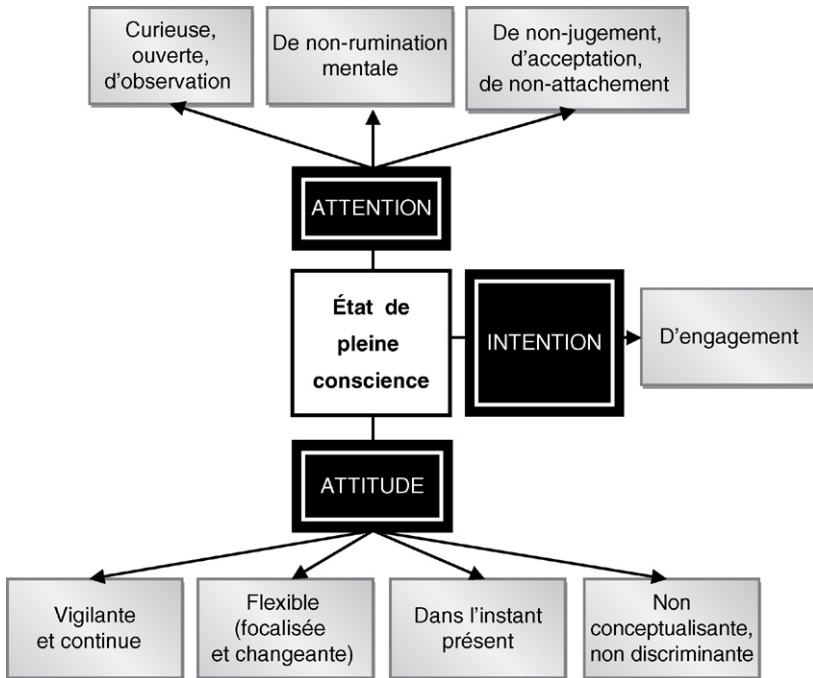 Curieuse,
ouverte,
d'observation
De non-rumination
mentale
De non-jugement,
d'acceptation,
de non-attachement
ATTENTION
État de
pleine
conscience
INTENTION
D'engagement
ATTITUDE
Vigilante
et continue
Flexible
(focalisée
et changeante)
Dans l'instant
présent
Non
conceptualisante,
non discriminante